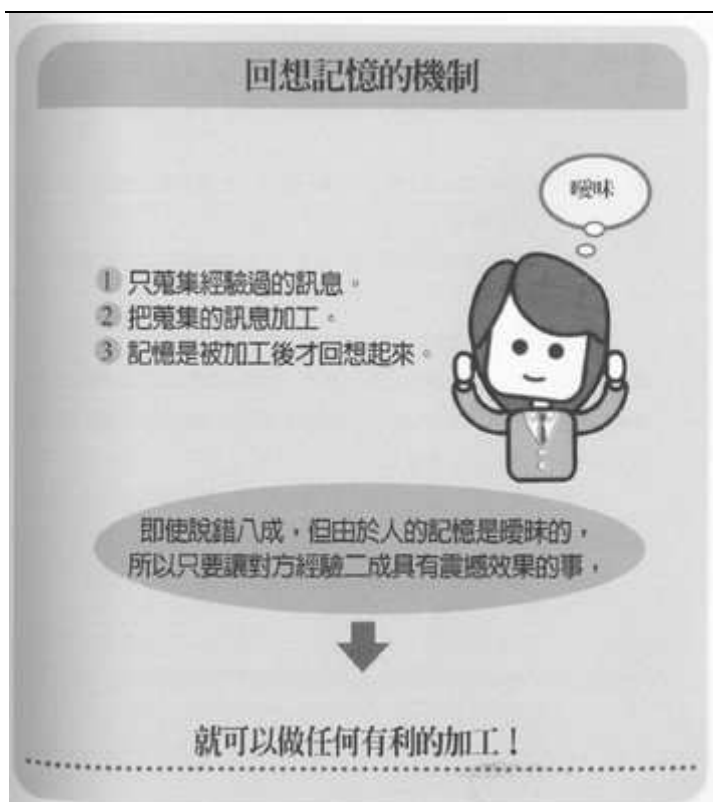 回想記憶的機制
曖昧
① 只蒐集經驗過的訊息。
② 把蒐集的訊息加工。
③ 記憶是被加工後才回想起來。
即使說錯八成，但由於人的記憶是曖昧的，
所以只要讓對方經驗二成具有震撼效果的事，
就可以做任何有利的加工！